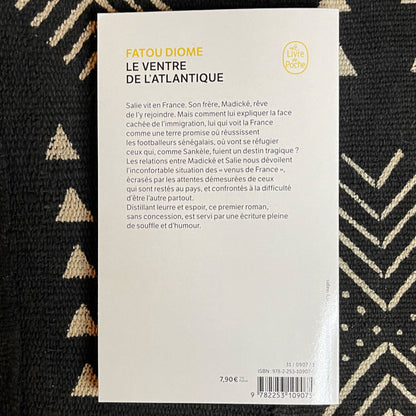 FATOU DIOME
LE VENTRE
DE L'ATLANTIQUE
Le Livre
de Poche
Salie vit en France. Son frère, Madické, rêve
de l'y rejoindre. Mais comment lui expliquer la face
cachée de l'immigration, lui qui voit la France
comme une terre promise où réussissent
les footballeurs sénégalais, où vont se réfugier
ceux qui, comme Sankèle, fuient un destin tragique ?
Les relations entre Madické et Salie nous dévoilent
l'inconfortable situation des « venus de France »,
écrasés par les attentes démesurées de ceux
qui sont restés au pays, et confrontés à la difficulté
d'être l'autre partout.
Distillant leurre et espoir, ce premier roman,
sans concession, est servi par une écriture pleine
de souffle et d'humour.
31 / 0907 / 1
ISBN : 978-2-253-10907-
7,90 €
9 782253 109075